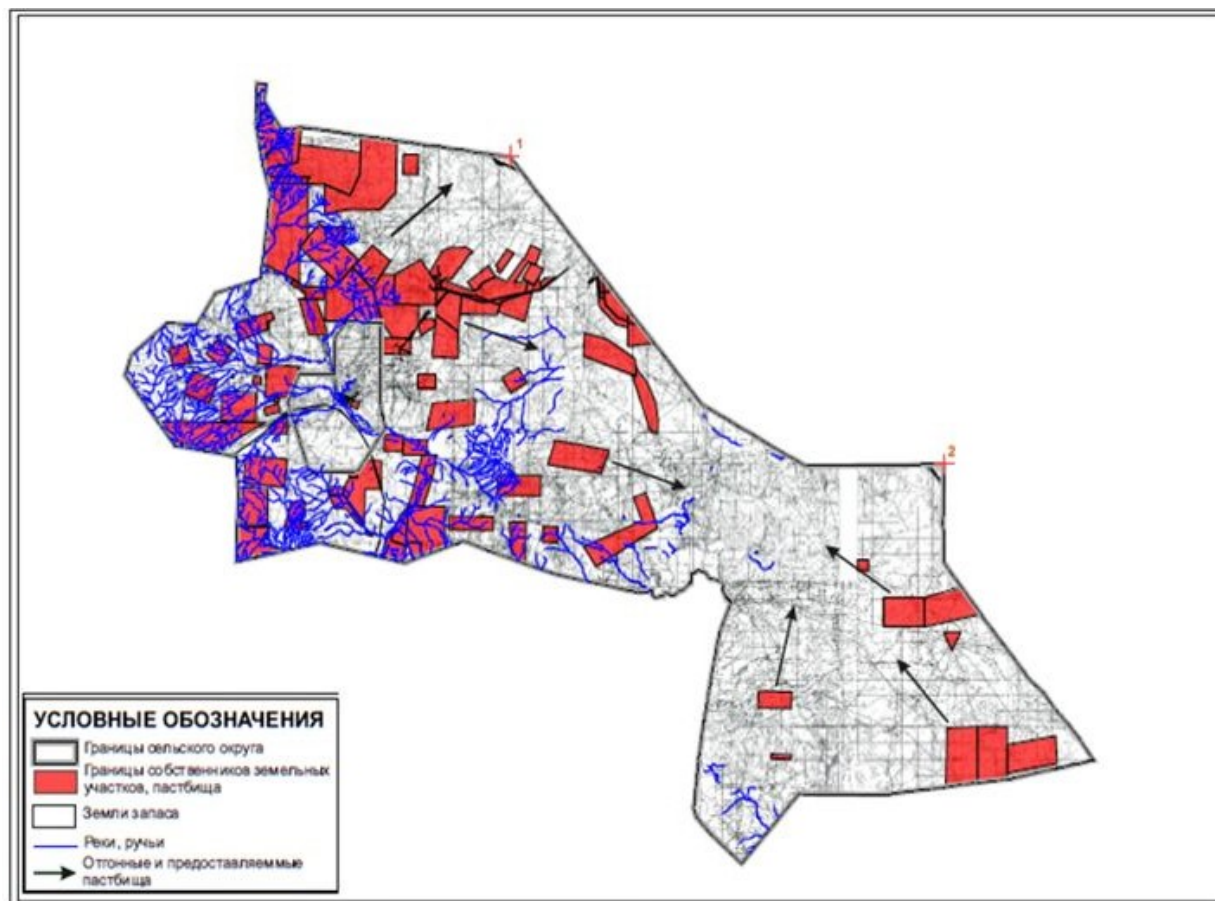 1
2
УСЛОВНЫЕ ОБОЗНАЧЕНИЯ
Границы сельского округа
Границы собственников земельных
участков, пастбища
Земли запаса
Реки, ручьи
Отгонные и предоставляемые
пастбища